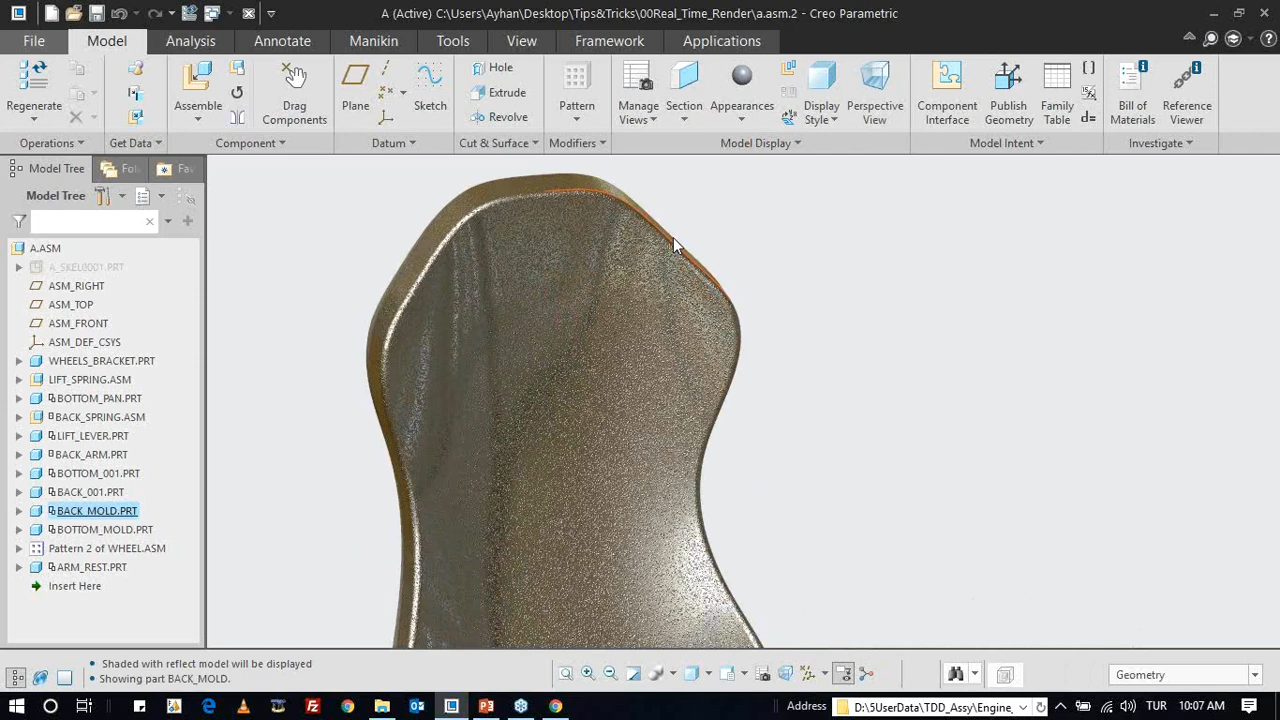 A (Active) C:\Users\Ayhan\Desktop\Tips&Tricks\00Real_Time_Render\a.asm.2 - Creo Parametric
File Model Analysis Annotate Manikin Tools View Framework Applications
Regenerate
Assemble
Drag Components
Plane
Sketch
Hole
Extrude
Revolve
Pattern
Manage Views
Section
Appearances
Display Style
Perspective View
Component Interface
Publish Geometry
Family Table
Bill of Materials
Reference Viewer
Operations Get Data Component Datum Cut & Surface Modifiers Model Display Model Intent Investigate
Model Tree Fol Fav
Model Tree
A.ASM
A_SKEL0001.PRT
ASM_RIGHT
ASM_TOP
ASM_FRONT
ASM_DEF_CSYS
WHEELS_BRACKET.PRT
LIFT_SPRING.ASM
BOTTOM_PAN.PRT
BACK_SPRING.ASM
LIFT_LEVER.PRT
BACK_ARM.PRT
BOTTOM_001.PRT
BACK_001.PRT
BACK_MOLD.PRT
BOTTOM_MOLD.PRT
Pattern 2 of WHEEL.ASM
ARM_REST.PRT
Insert Here
• Shaded with reflect model will be displayed
• Showing part BACK_MOLD.
Geometry
Address D:\5UserData\TDD_Assy\Engine_
TUR 10:07 AM